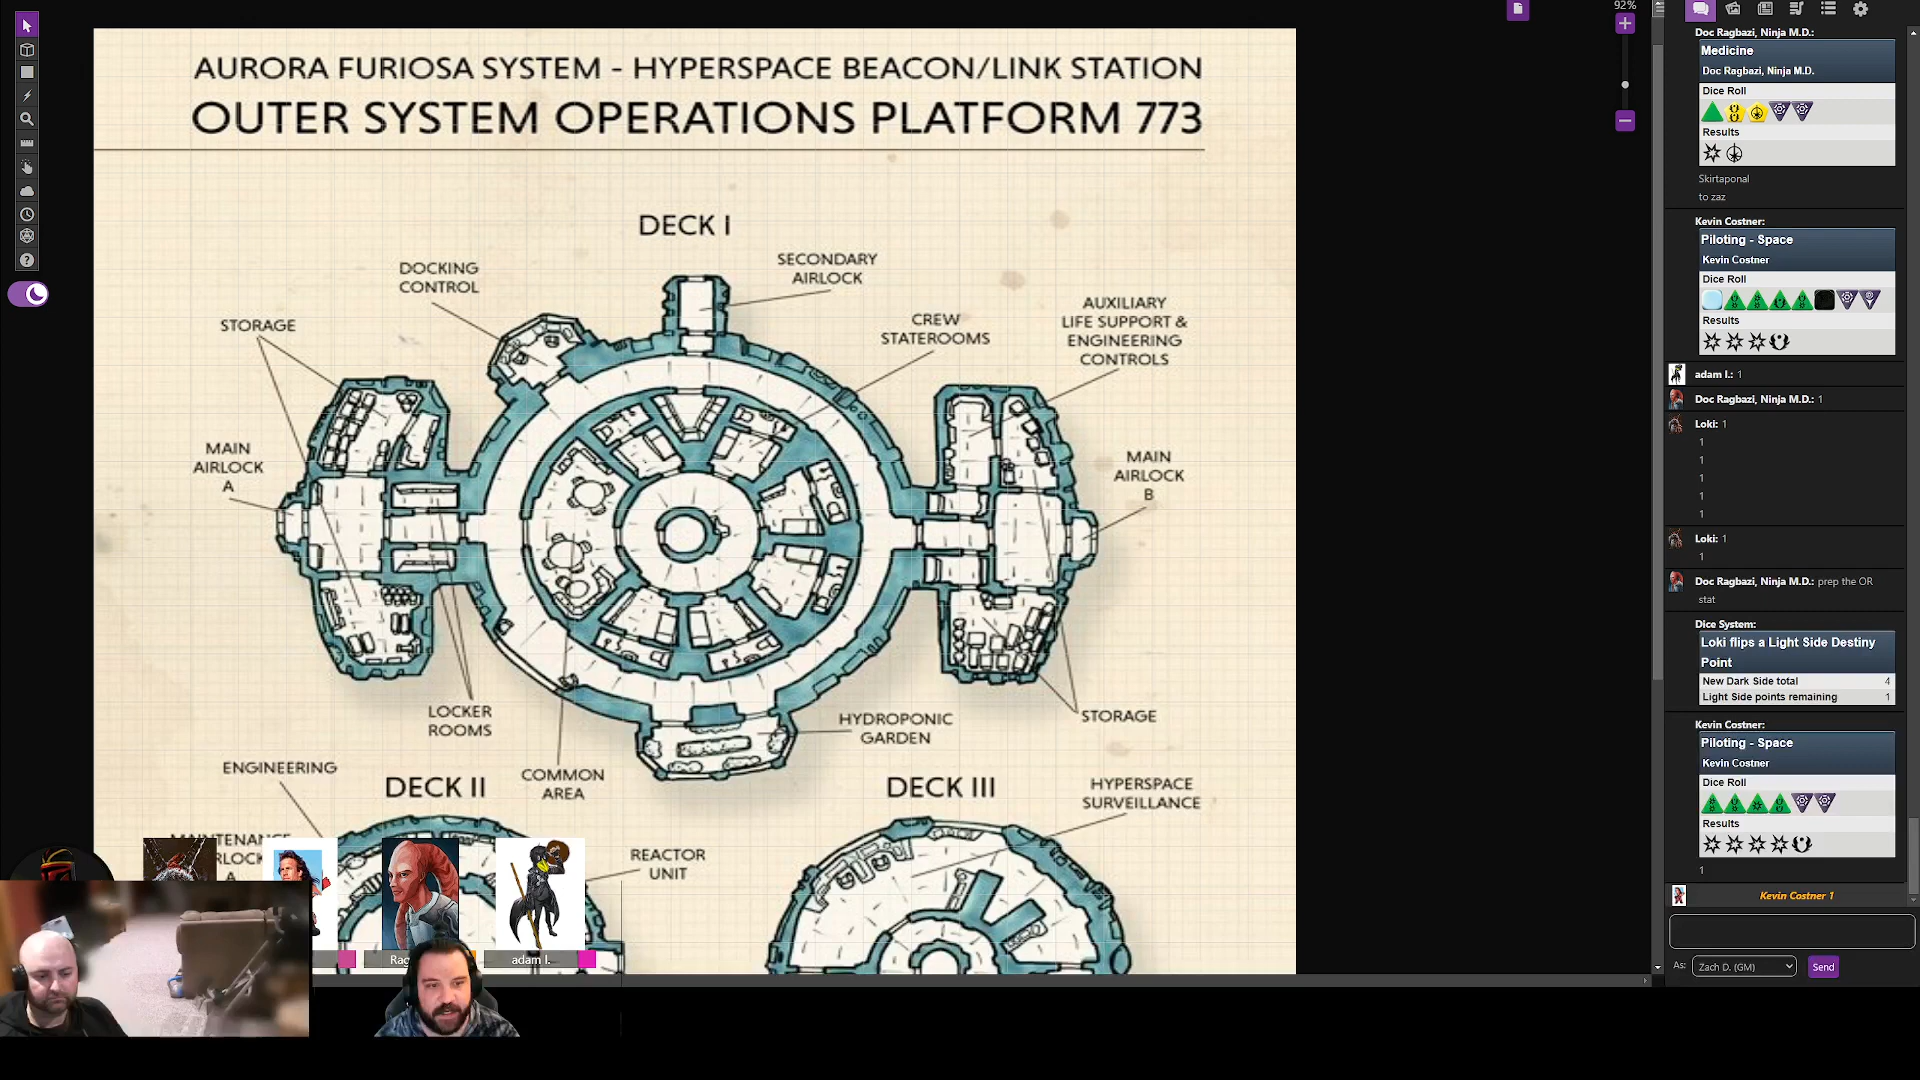 92%
AURORA FURIOSA SYSTEM - HYPERSPACE BEACON/LINK STATION
OUTER SYSTEM OPERATIONS PLATFORM 773
DECK I
DOCKING
CONTROL
SECONDARY
AIRLOCK
STORAGE
CREW
STATEROOMS
AUXILIARY
LIFE SUPPORT &
ENGINEERING
CONTROLS
MAIN
AIRLOCK
A
MAIN
AIRLOCK
B
LOCKER
ROOMS
HYDROPONIC
GARDEN
STORAGE
ENGINEERING
DECK II
COMMON
AREA
DECK III
HYPERSPACE
SURVEILLANCE
REACTOR
UNIT
A
adam I.
Doc Ragbazi, Ninja M.D.:
Medicine
Doc Ragbazi, Ninja M.D.
Dice Roll
Results
Skirtaponal
to zaz
Kevin Costner:
Piloting - Space
Kevin Costner
Dice Roll
Results
adam I.: 1
Doc Ragbazi, Ninja M.D.: 1
Loki: 1
1
1
1
1
1
Loki: 1
1
Doc Ragbazi, Ninja M.D.: prep the OR
stat
Dice System:
Loki flips a Light Side Destiny
Point
New Dark Side total 4
Light Side points remaining 1
Kevin Costner:
Piloting - Space
Kevin Costner
Dice Roll
Results
1
Kevin Costner 1
As: Zach D. (GM) Send